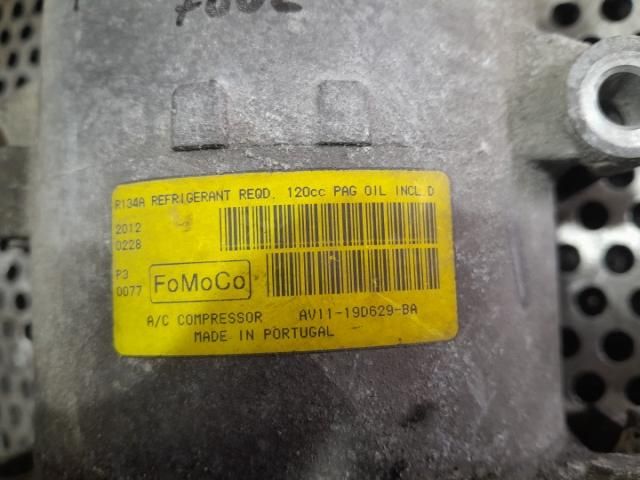 R134A REFRIGERANT REQD. 120cc PAG OIL INCL.D
2012
0228
P3
0077
FoMoCo
A/C COMPRESSOR AV11-19D629-BA
MADE IN PORTUGAL